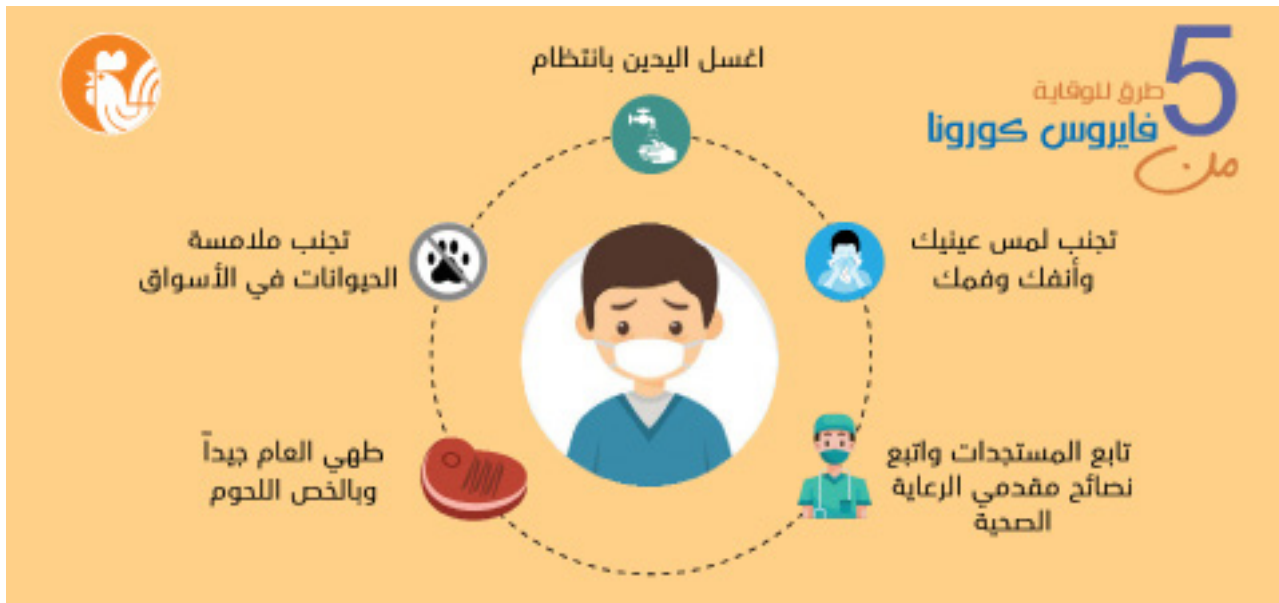 5
طرق للوقاية
من
فايروس كورونا
اغسل اليدين بانتظام
تجنب لمس عينيك
وأنفك وفمك
تابع المستجدات واتبع
نصائح مقدمي الرعاية
الصحية
طهي العام جيداً
وبالخص اللحوم
تجنب ملامسة
الحيوانات في الأسواق